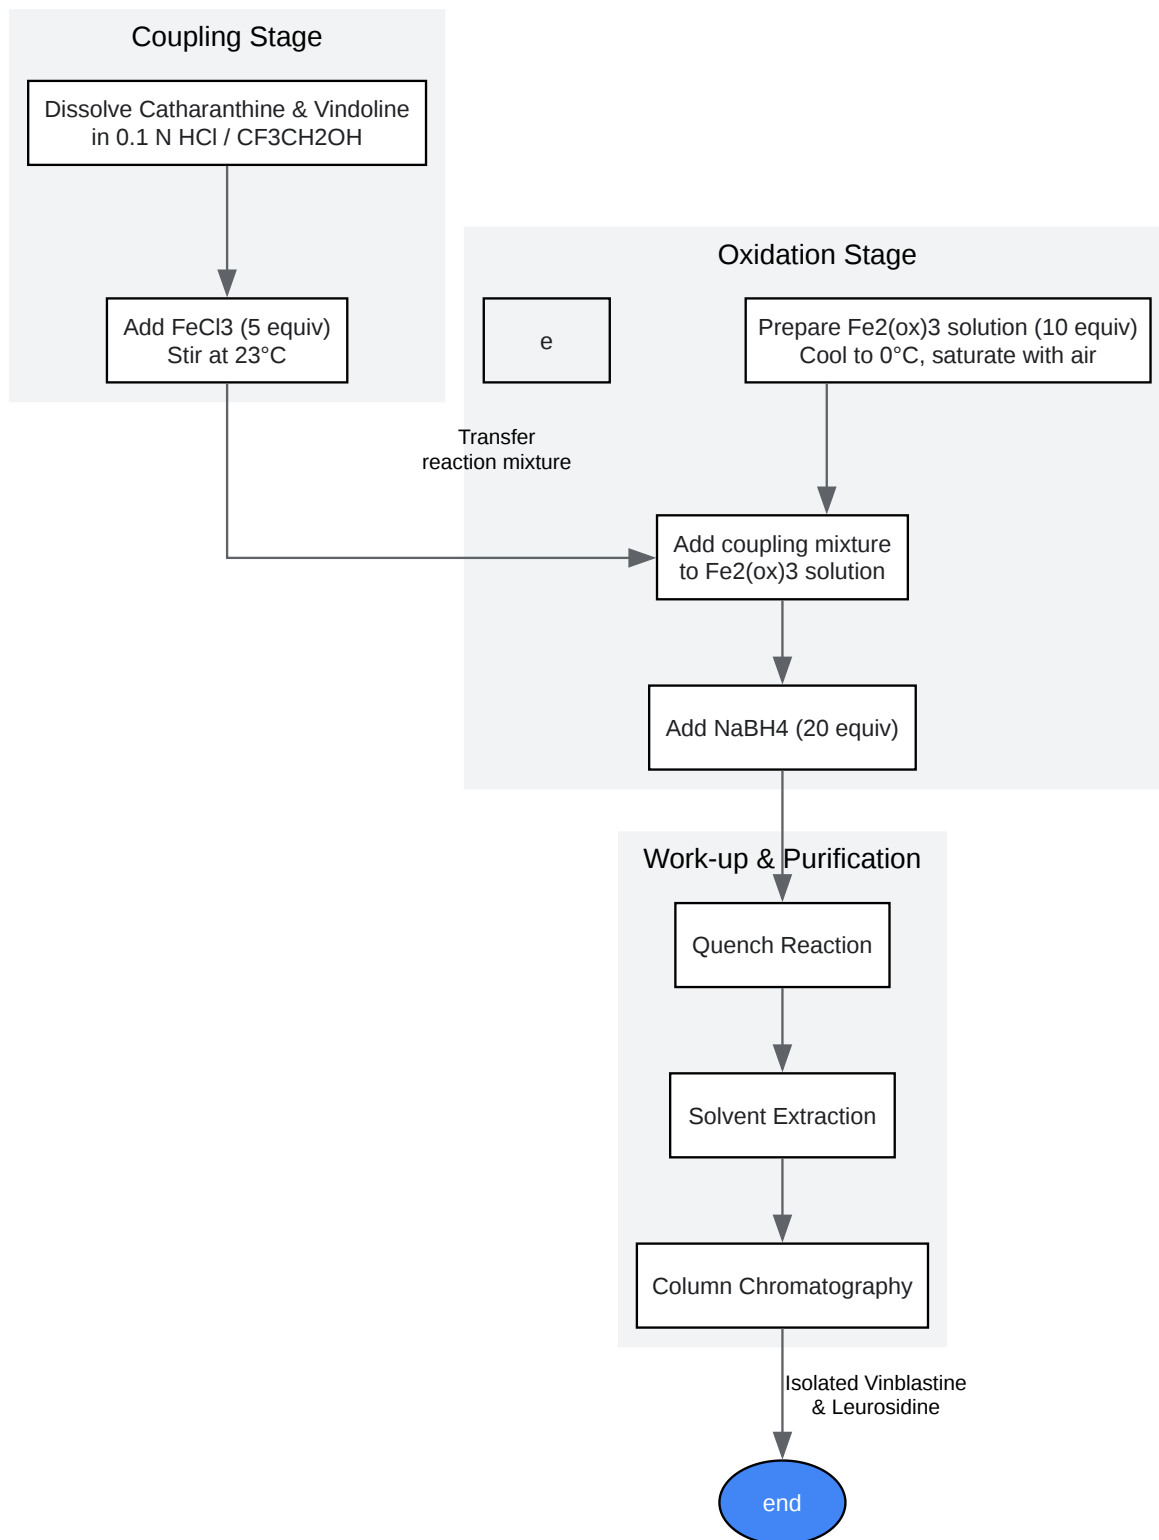 Coupling Stage
Dissolve Catharanthine & Vindoline
in 0.1 N HCl / CF3CH2OH
Add FeCl3 (5 equiv)
Stir at 23°C
Oxidation Stage
e
Prepare Fe2(ox)3 solution (10 equiv)
Cool to 0°C, saturate with air
Transfer
reaction mixture
Add coupling mixture
to Fe2(ox)3 solution
Add NaBH4 (20 equiv)
Work-up & Purification
Quench Reaction
Solvent Extraction
Column Chromatography
Isolated Vinblastine
& Leurosidine
end